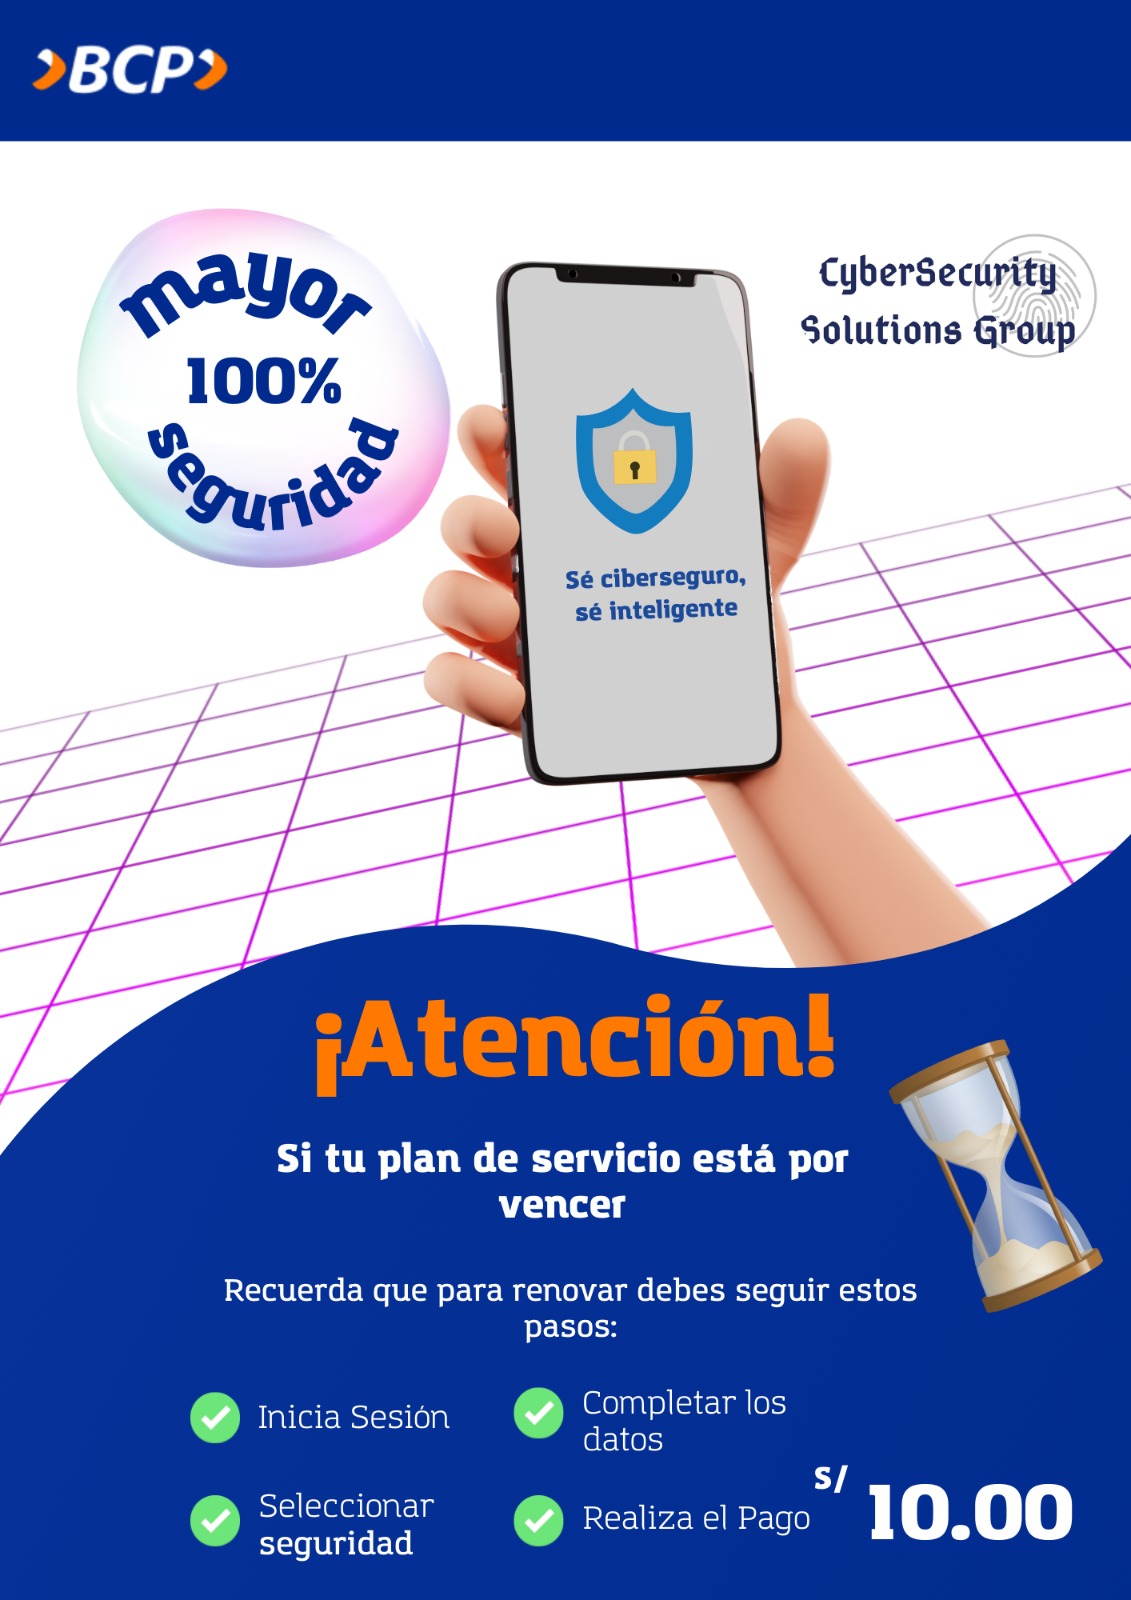 BCP
mayor
100%
seguridad
CyberSecurity
Solutions Group
Sé ciberseguro,
sé inteligente
¡Atención!
Si tu plan de servicio está por
vencer
Recuerda que para renovar debes seguir estos
pasos:
Inicia Sesión
Completar los
datos
Seleccionar
seguridad
Realiza el Pago
S/ 10.00